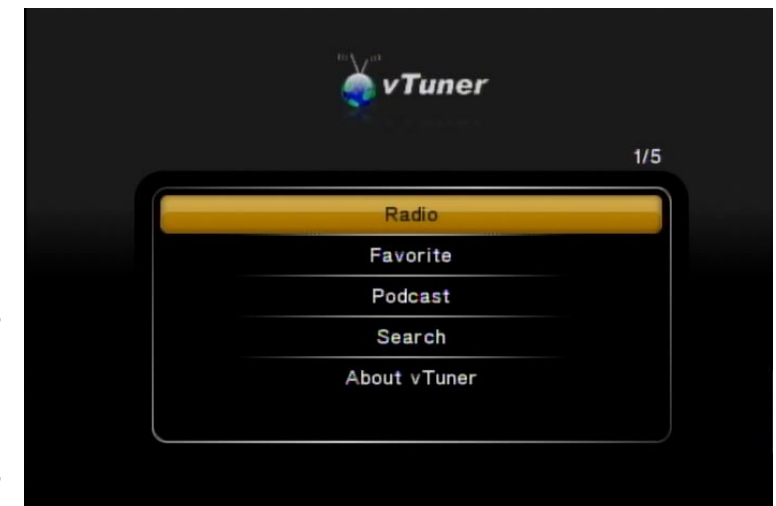 vTuner
1/5
Radio
Favorite
Podcast
Search
About vTuner